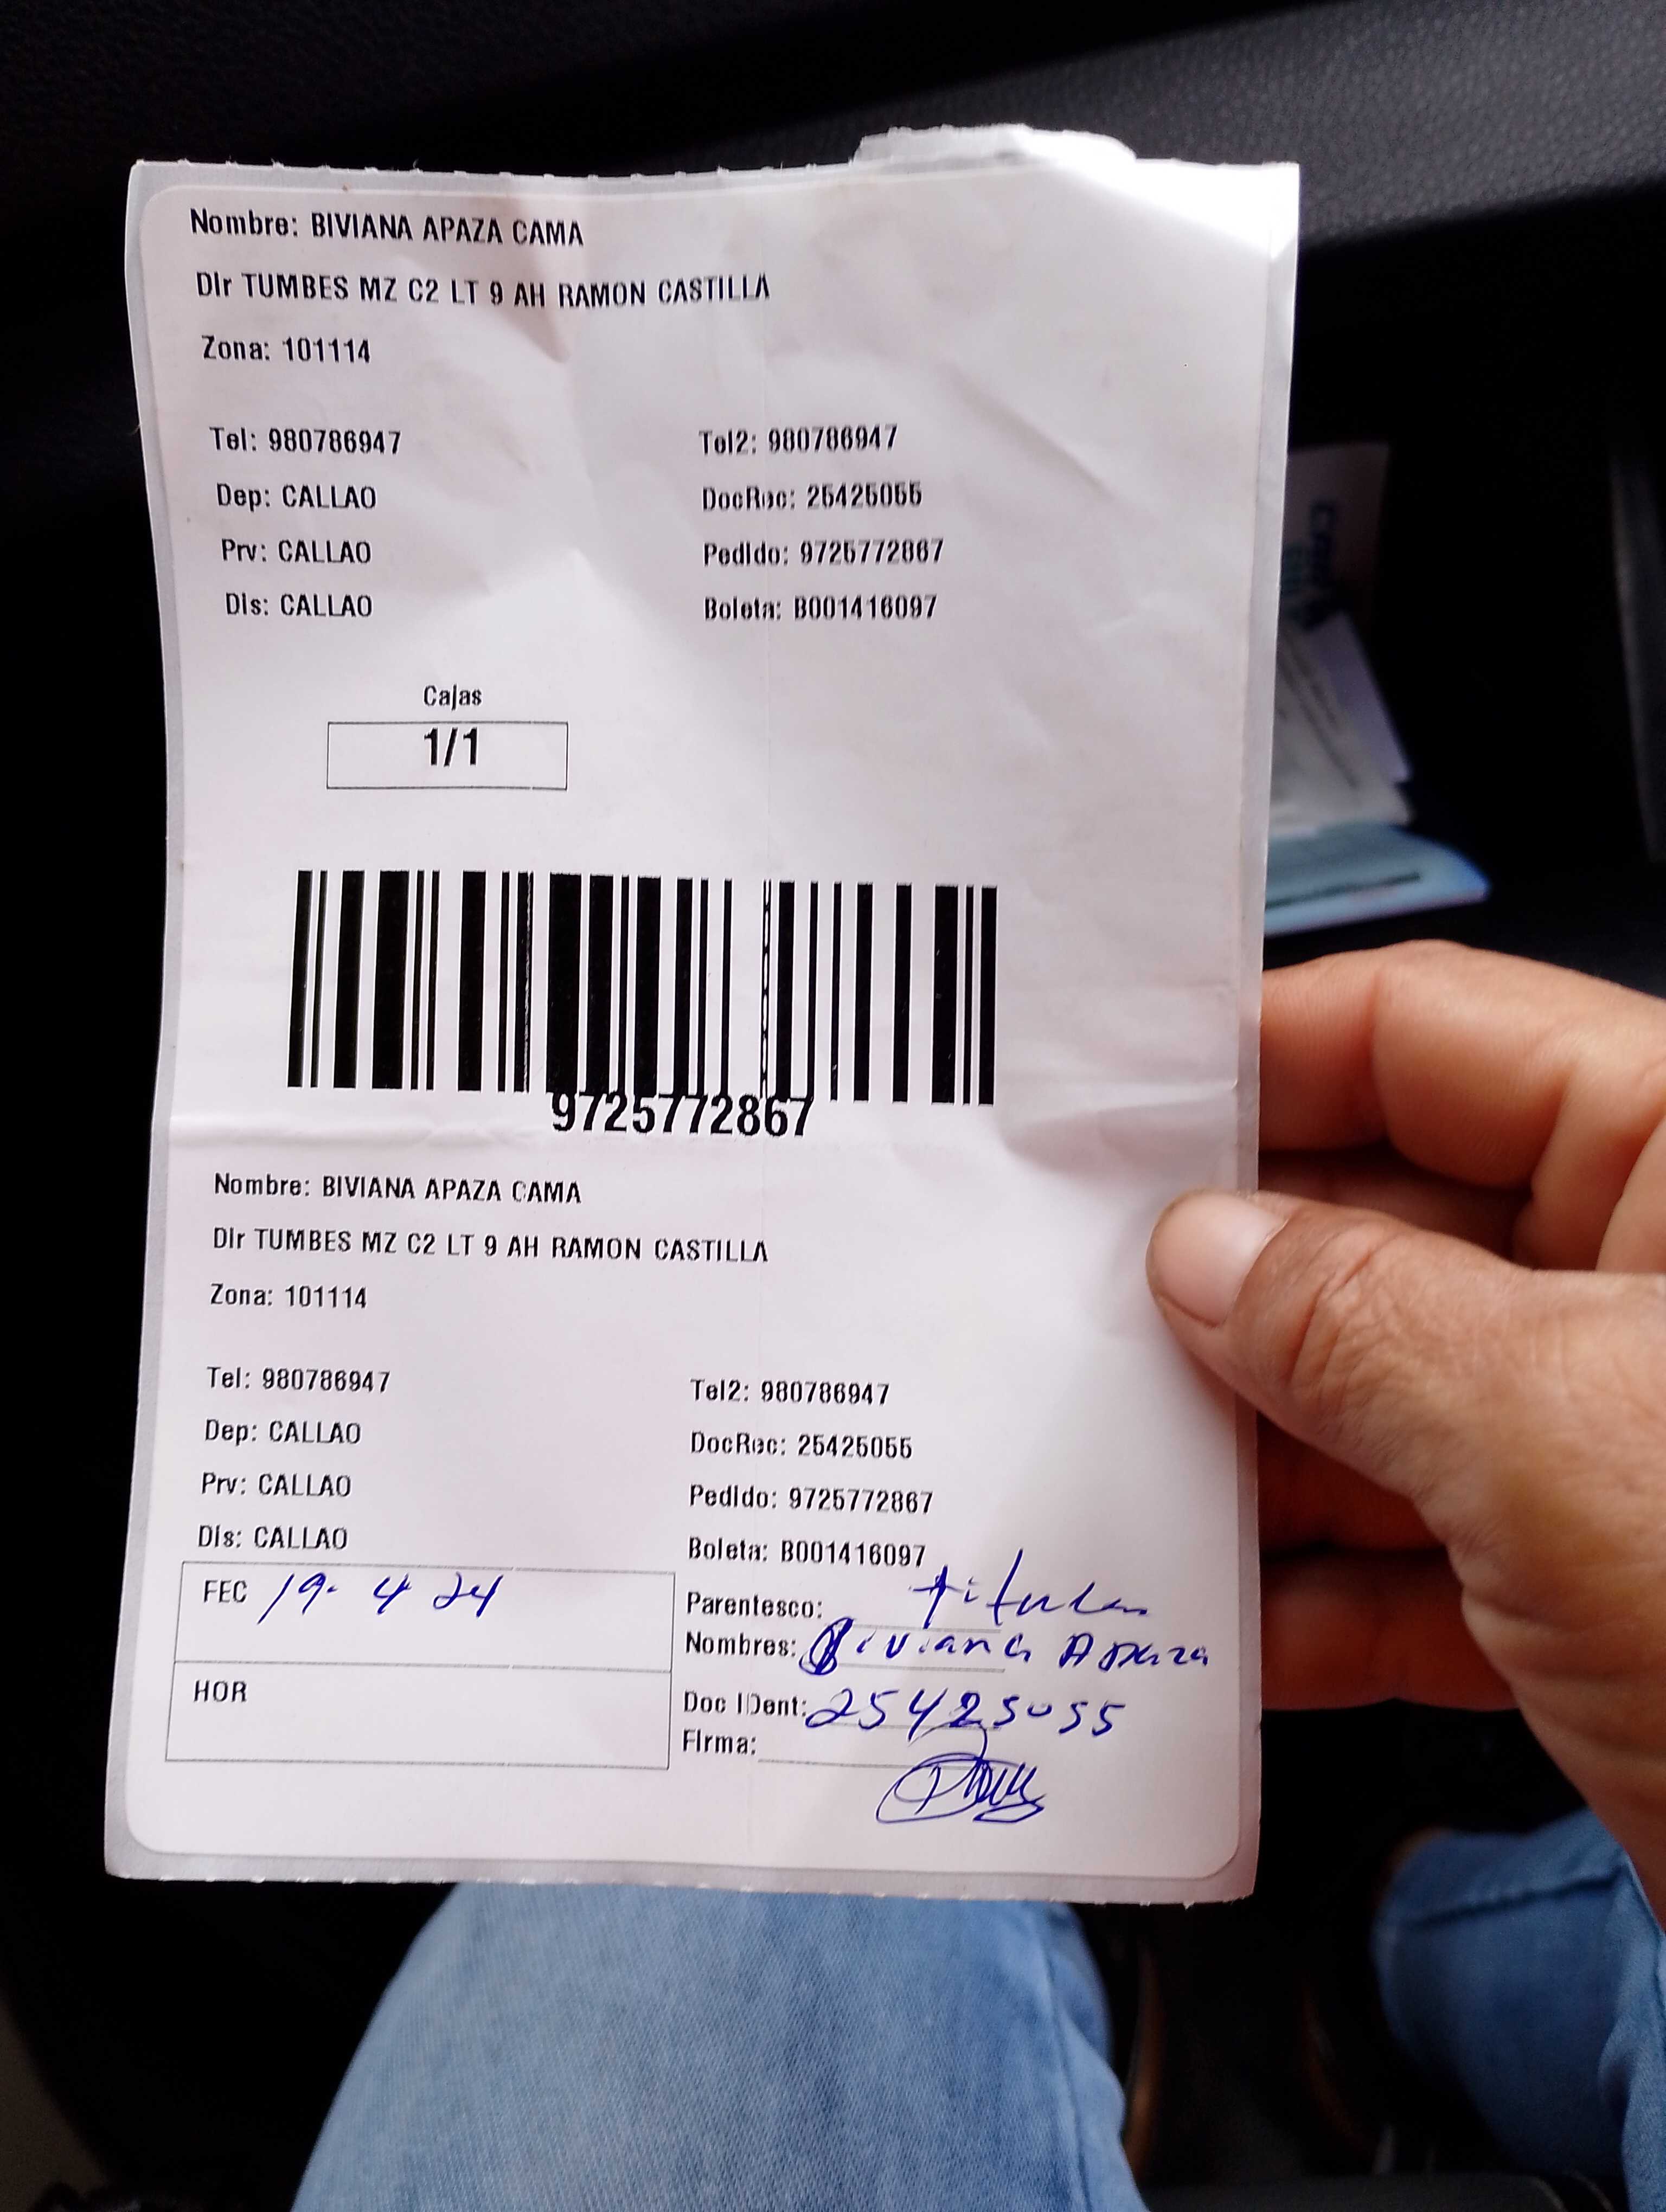 Nombre: BIVIANA APAZA CAMA
Dir TUMBES MZ C2 LT 9 AH RAMON CASTILLA
Zona: 101114
Tel: 980786947 Tel2: 980786947
Dep: CALLAO DocRec: 25425055
Prv: CALLAO Pedido: 9725772867
Dis: CALLAO Boleta: B001416097
Cajas
1/1
9725772867
Nombre: BIVIANA APAZA CAMA
Dir TUMBES MZ C2 LT 9 AH RAMON CASTILLA
Zona: 101114
Tel: 980786947 Tel2: 980786947
Dep: CALLAO DocRec: 25425055
Prv: CALLAO Pedido: 9725772867
Dis: CALLAO Boleta: B001416097
FEC 19-4 24 Parentesco: titular
Nombres: Biviana Apaza
HOR Doc IDent: 25425055
Firma: